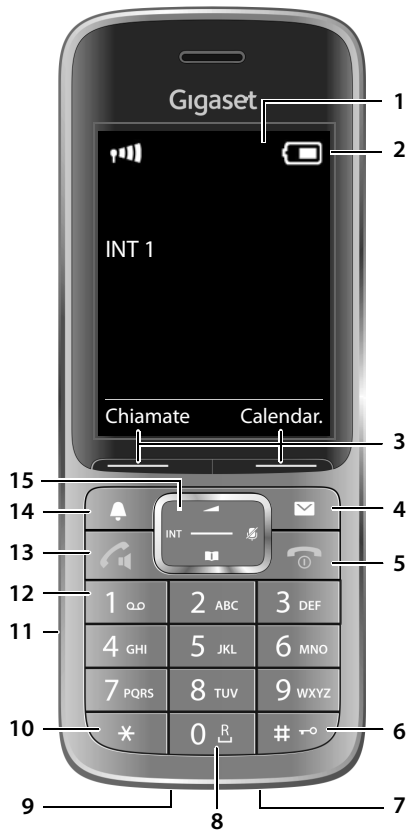 Gigaset
1
2
INT 1
Chiamate Calendar.
3
15
14
4
INT
13
5
12
1 2 ABC 3 DEF
11
4 GHI 5 JKL 6 MNO
7 PQRS 8 TUV 9 WXYZ
10
* 0 R #
6
9
8
7